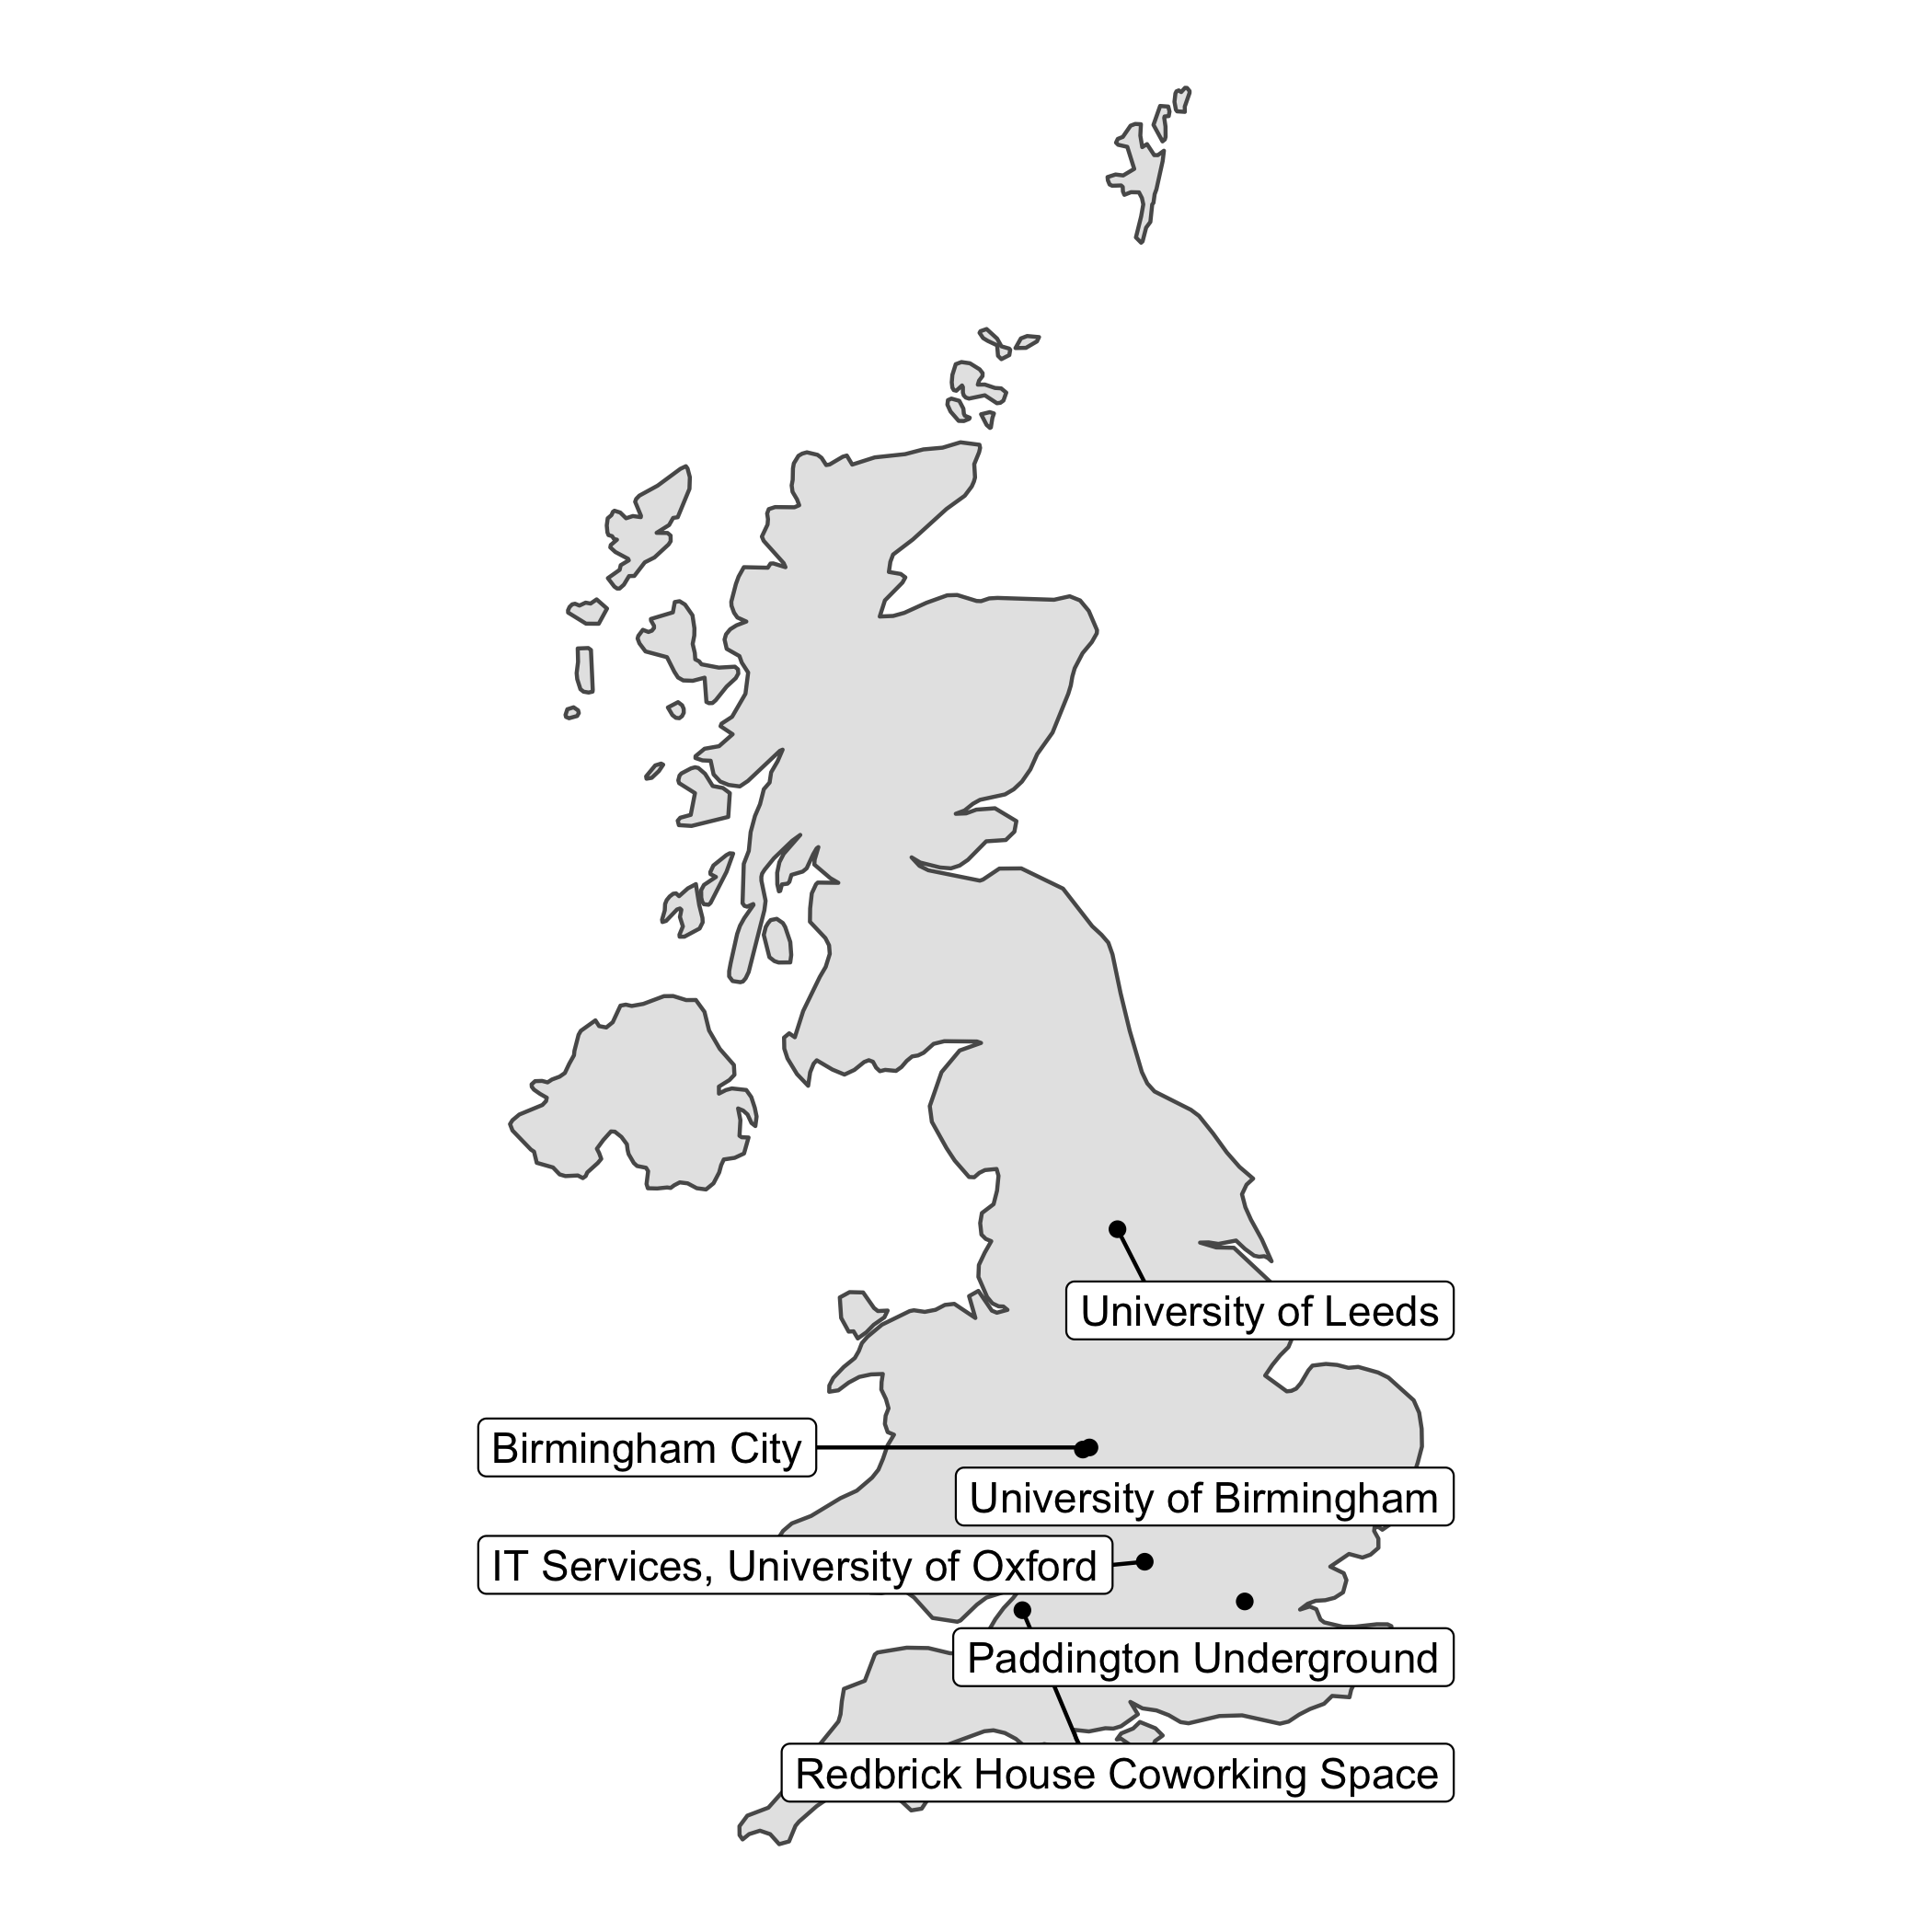 University of Leeds
Birmingham City
University of Birmingham
IT Services, University of Oxford
Paddington Underground
Redbrick House Coworking Space